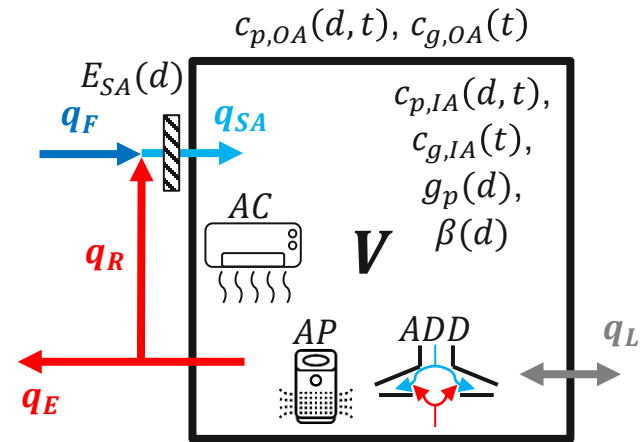 c_{p,OA}(d,t), c_{g,OA}(t)
E_{SA}(d)
q_F
q_{SA}
c_{p,IA}(d,t),
c_{g,IA}(t),
g_p(d),
β(d)
AC
V
q_R
AP
ADD
q_L
q_E